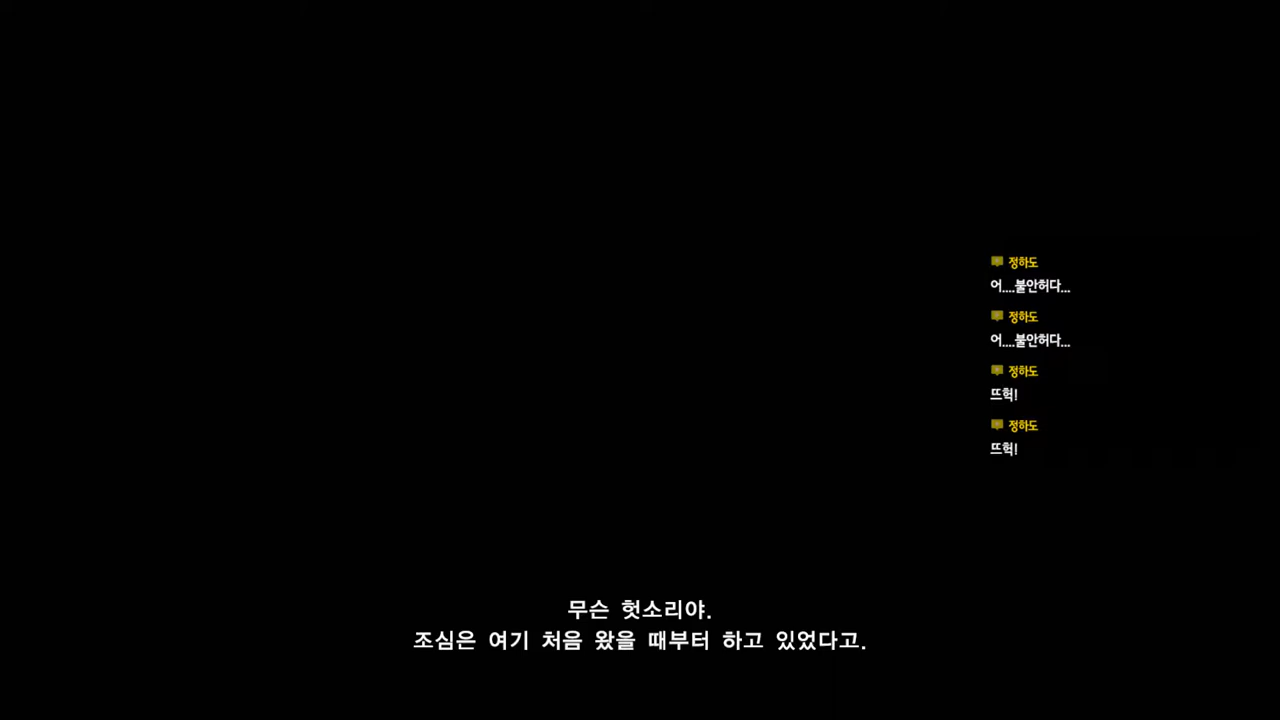 정하도
어....불안허다...
정하도
어....불안허다...
정하도
뜨헉!
정하도
뜨헉!
무슨 헛소리야.
조심은 여기 처음 왔을 때부터 하고 있었다고.